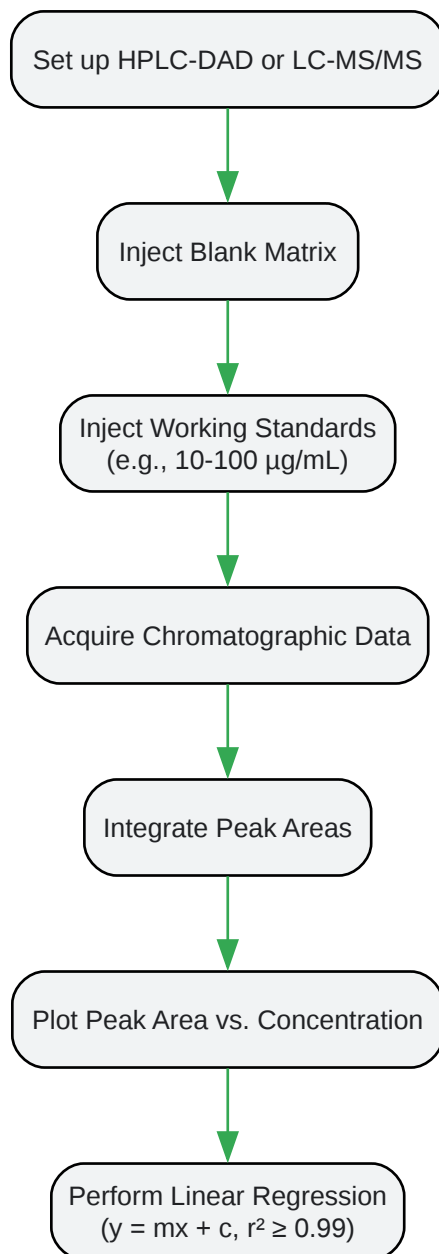 Set up HPLC-DAD or LC-MS/MS
Inject Blank Matrix
Inject Working Standards
(e.g., 10-100 µg/mL)
Acquire Chromatographic Data
Integrate Peak Areas
Plot Peak Area vs. Concentration
Perform Linear Regression
(y = mx + c, r² ≥ 0.99)